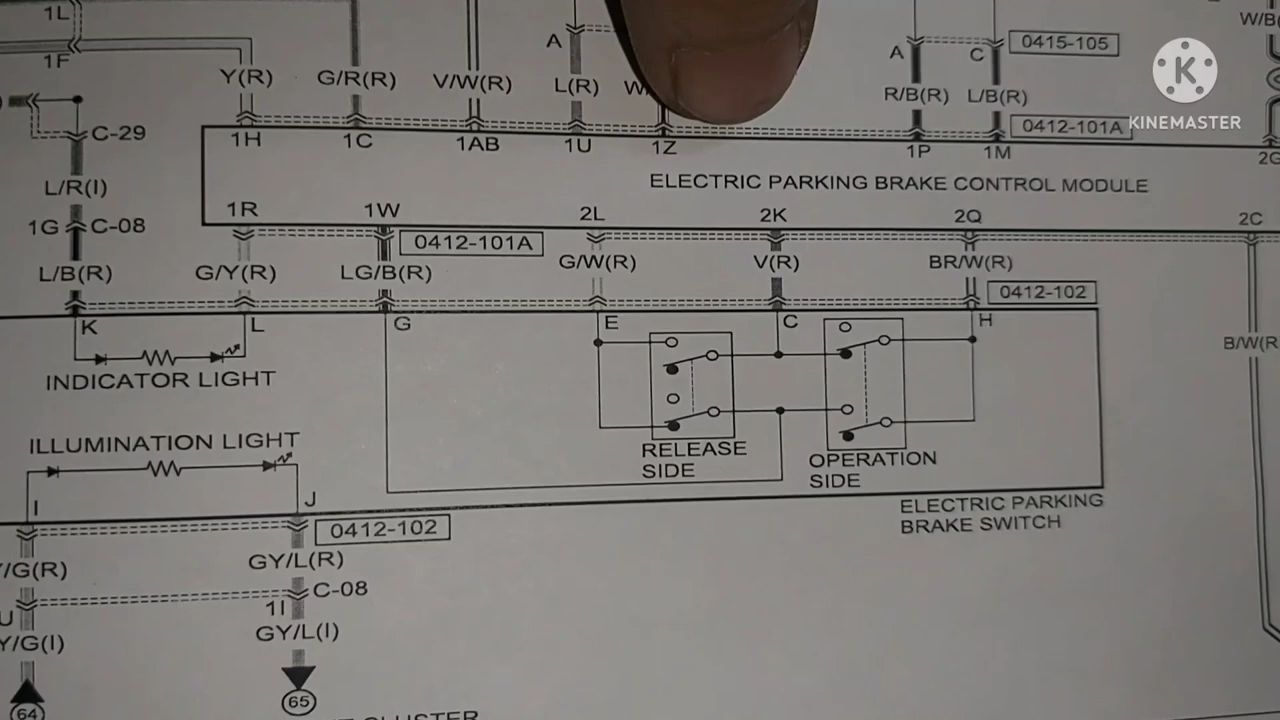 1L
W/B(
1F
A
A
C
0415-105
KINEMASTER
Y(R)
G/R(R)
V/W(R)
L(R)
R/B(R)
L/B(R)
0412-101A
C-29
1H
1C
1AB
1U
1Z
1P
1M
2G
L/R(I)
ELECTRIC PARKING BRAKE CONTROL MODULE
1G
C-08
1R
1W
2L
2K
2Q
2C
0412-101A
L/B(R)
G/Y(R)
LG/B(R)
G/W(R)
V(R)
BR/W(R)
0412-102
K
L
G
E
C
H
INDICATOR LIGHT
B/W(R
ILLUMINATION LIGHT
RELEASE
SIDE
OPERATION
SIDE
I
J
ELECTRIC PARKING
BRAKE SWITCH
0412-102
/G(R)
GY/L(R)
C-08
U
1I
Y/G(I)
GY/L(I)
64
65
CLUSTER